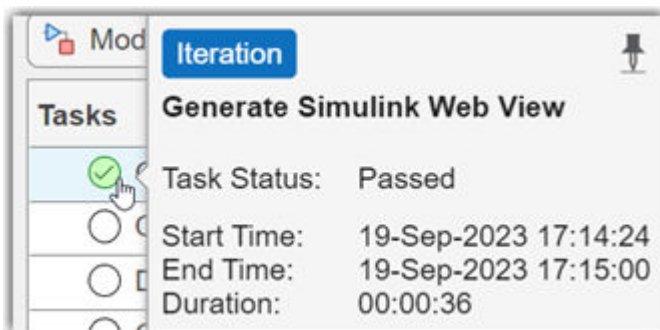 Mod
Iteration
Generate Simulink Web View
Tasks
Task Status: Passed
Start Time: 19-Sep-2023 17:14:24
End Time: 19-Sep-2023 17:15:00
Duration: 00:00:36